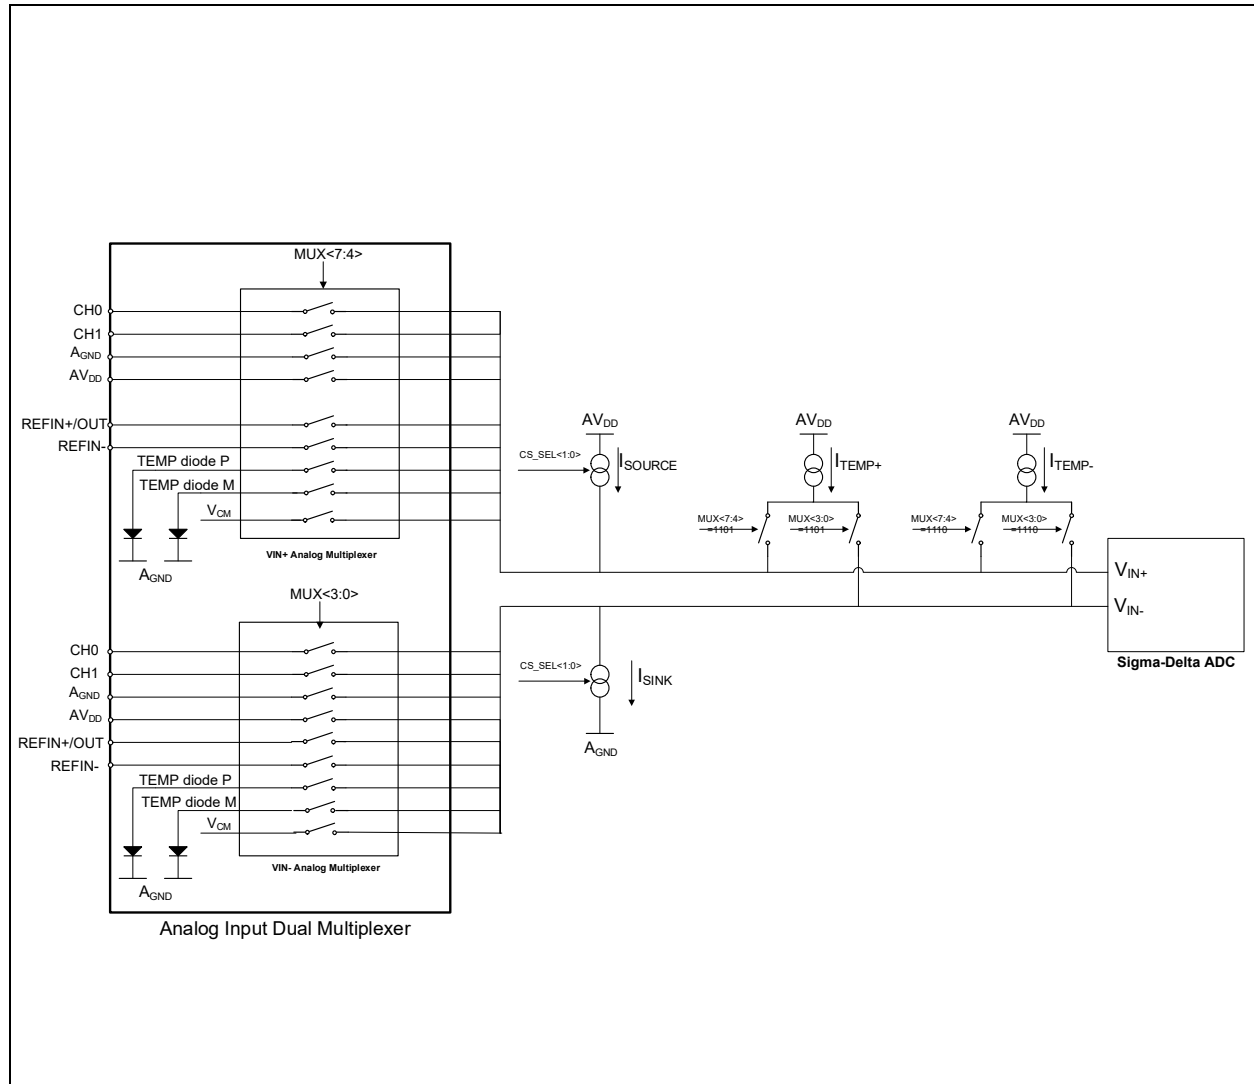 MUX<7:4>
CH0
CH1
AGND
AVDD
REFIN+/OUT
REFIN-
TEMP diode P
TEMP diode M
VCM
AGND
VIN+ Analog Multiplexer
MUX<3:0>
CH0
CH1
AGND
AVDD
REFIN+/OUT
REFIN-
TEMP diode P
TEMP diode M
VCM
AGND
VIN- Analog Multiplexer
Analog Input Dual Multiplexer
AVDD
CS_SEL<1:0>
ISOURCE
CS_SEL<1:0>
ISINK
AGND
AVDD
ITEMP+
MUX<7:4>
=1101
MUX<3:0>
=1101
AVDD
ITEMP-
MUX<7:4>
=1110
MUX<3:0>
=1110
VIN+
VIN-
Sigma-Delta ADC